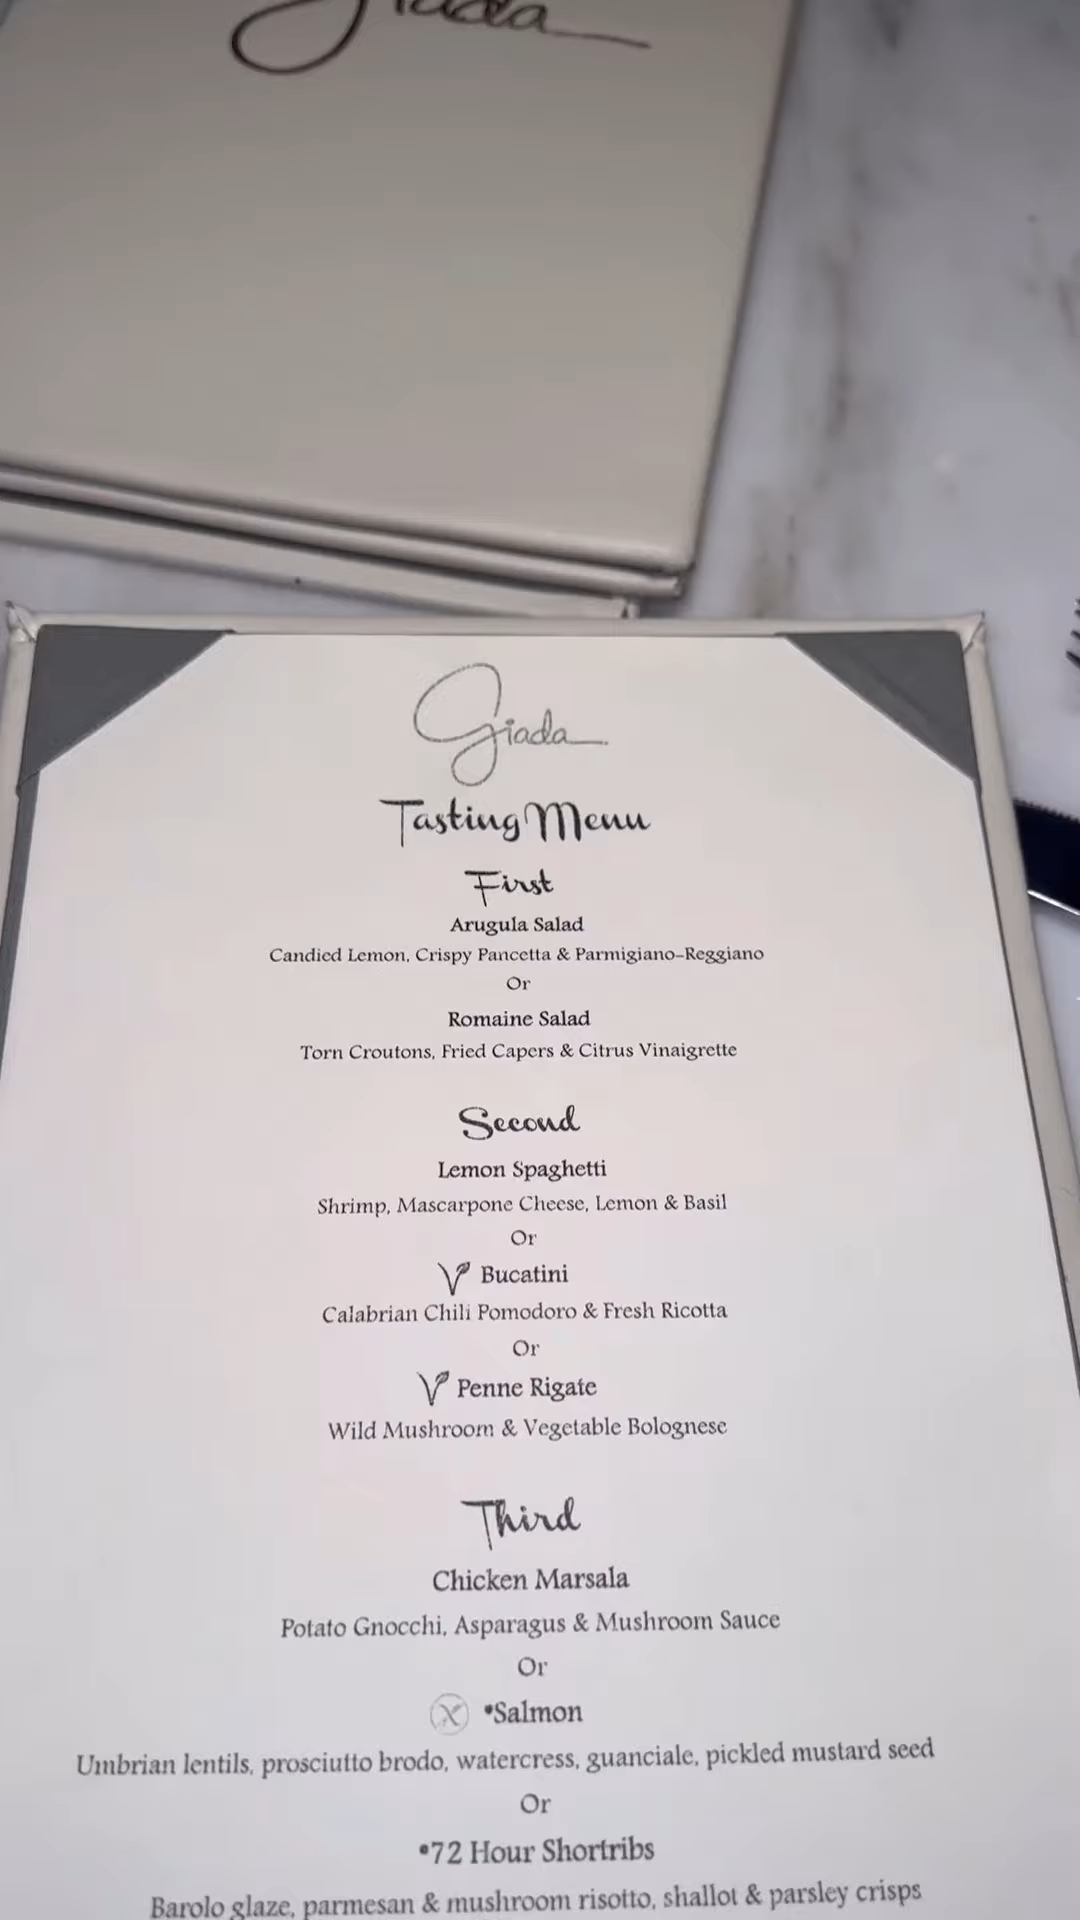 Giada
Giada
Tasting Menu
First
Arugula Salad
Candied Lemon, Crispy Pancetta & Parmigiano-Reggiano
Or
Romaine Salad
Torn Croutons, Fried Capers & Citrus Vinaigrette
Second
Lemon Spaghetti
Shrimp, Mascarpone Cheese, Lemon & Basil
Or
V Bucatini
Calabrian Chili Pomodoro & Fresh Ricotta
Or
V Penne Rigate
Wild Mushroom & Vegetable Bolognese
Third
Chicken Marsala
Potato Gnocchi, Asparagus & Mushroom Sauce
Or
*Salmon
Umbrian lentils, prosciutto brodo, watercress, guanciale, pickled mustard seed
Or
*72 Hour Shortribs
Barolo glaze, parmesan & mushroom risotto, shallot & parsley crisps